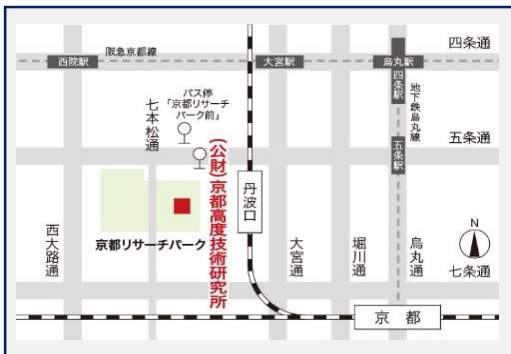 四条通
阪急京都線
西院駅
大宮駅
烏丸駅
四条駅
地下鉄烏丸線
バス停
「京都リサーチ
パーク前」
七本松通
五条通
五条駅
(公財)京都高度技術研究所
丹波口
京都リサーチパーク
西大路通
大宮通
堀川通
烏丸通
N
七条通
京都